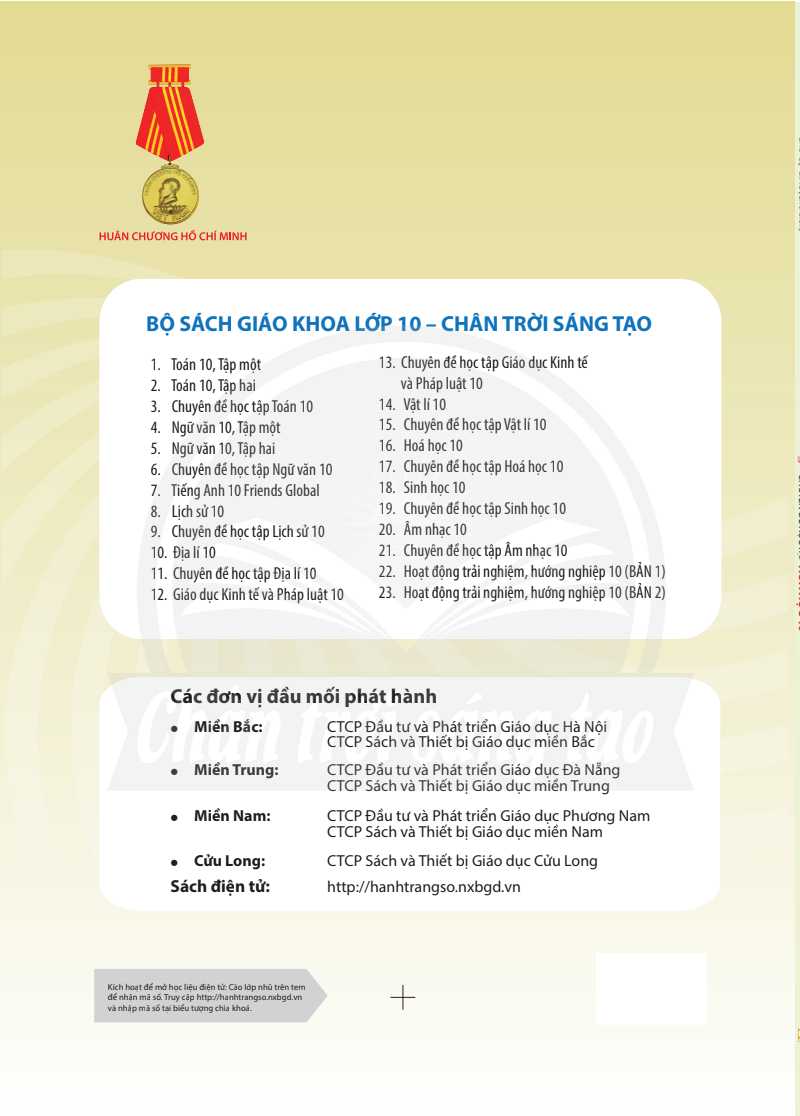 HUÂN CHƯƠNG HỒ CHÍ MINH
BỘ SÁCH GIÁO KHOA LỚP 10 – CHÂN TRỜI SÁNG TẠO
1. Toán 10, Tập một
2. Toán 10, Tập hai
3. Chuyên đề học tập Toán 10
4. Ngữ văn 10, Tập một
5. Ngữ văn 10, Tập hai
6. Chuyên đề học tập Ngữ văn 10
7. Tiếng Anh 10 Friends Global
8. Lịch sử 10
9. Chuyên đề học tập Lịch sử 10
10. Địa lí 10
11. Chuyên đề học tập Địa lí 10
12. Giáo dục Kinh tế và Pháp luật 10
13. Chuyên đề học tập Giáo dục Kinh tế
và Pháp luật 10
14. Vật lí 10
15. Chuyên đề học tập Vật lí 10
16. Hoá học 10
17. Chuyên đề học tập Hoá học 10
18. Sinh học 10
19. Chuyên đề học tập Sinh học 10
20. Âm nhạc 10
21. Chuyên đề học tập Âm nhạc 10
22. Hoạt động trải nghiệm, hướng nghiệp 10 (BẢN 1)
23. Hoạt động trải nghiệm, hướng nghiệp 10 (BẢN 2)
Chân trời sáng tạo
Các đơn vị đầu mối phát hành
• Miền Bắc: CTCP Đầu tư và Phát triển Giáo dục Hà Nội
CTCP Sách và Thiết bị Giáo dục miền Bắc
• Miền Trung: CTCP Đầu tư và Phát triển Giáo dục Đà Nẵng
CTCP Sách và Thiết bị Giáo dục miền Trung
• Miền Nam: CTCP Đầu tư và Phát triển Giáo dục Phương Nam
CTCP Sách và Thiết bị Giáo dục miền Nam
• Cửu Long: CTCP Sách và Thiết bị Giáo dục Cửu Long
Sách điện tử: http://hanhtrangso.nxbgd.vn
Kích hoạt để mở học liệu điện tử: Cào lớp nhũ trên tem
để nhận mã số. Truy cập http://hanhtrangso.nxbgd.vn
và nhập mã số tại biểu tượng chìa khoá.